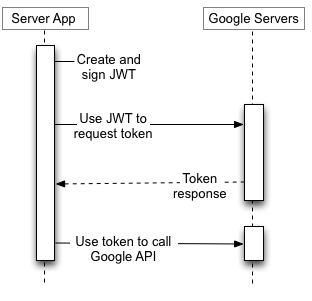 Server App
Google Servers
Create and
sign JWT
Use JWT to
request token
Token
response
Use token to call
Google API